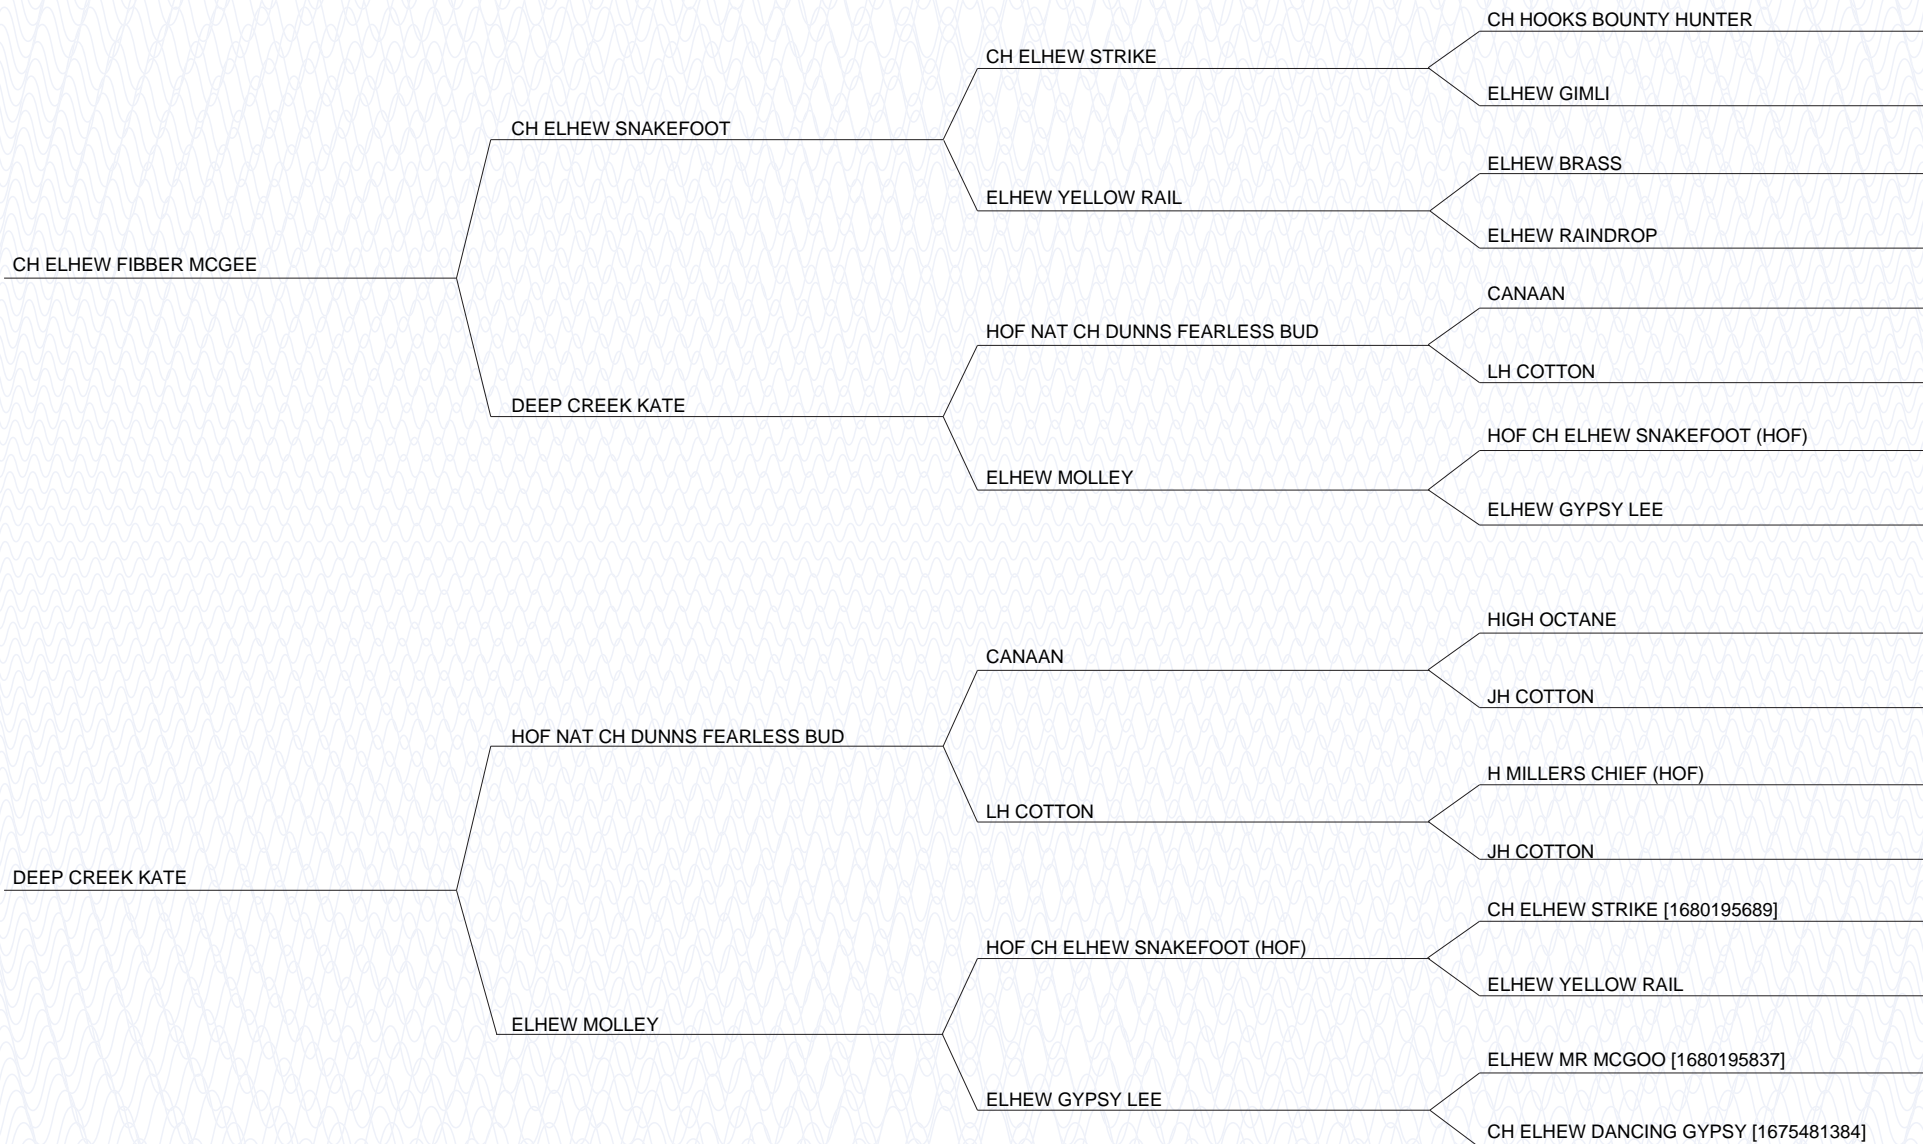 CH HOOKS BOUNTY HUNTER
CH ELHEW STRIKE
ELHEW GIMLI
CH ELHEW SNAKEFOOT
ELHEW BRASS
ELHEW YELLOW RAIL
ELHEW RAINDROP
CH ELHEW FIBBER MCGEE
CANAAN
HOF NAT CH DUNNS FEARLESS BUD
LH COTTON
DEEP CREEK KATE
HOF CH ELHEW SNAKEFOOT (HOF)
ELHEW MOLLEY
ELHEW GYPSY LEE
HIGH OCTANE
CANAAN
JH COTTON
HOF NAT CH DUNNS FEARLESS BUD
H MILLERS CHIEF (HOF)
LH COTTON
JH COTTON
DEEP CREEK KATE
CH ELHEW STRIKE [1680195689]
HOF CH ELHEW SNAKEFOOT (HOF)
ELHEW YELLOW RAIL
ELHEW MOLLEY
ELHEW MR MCGOO [1680195837]
ELHEW GYPSY LEE
CH ELHEW DANCING GYPSY [1675481384]